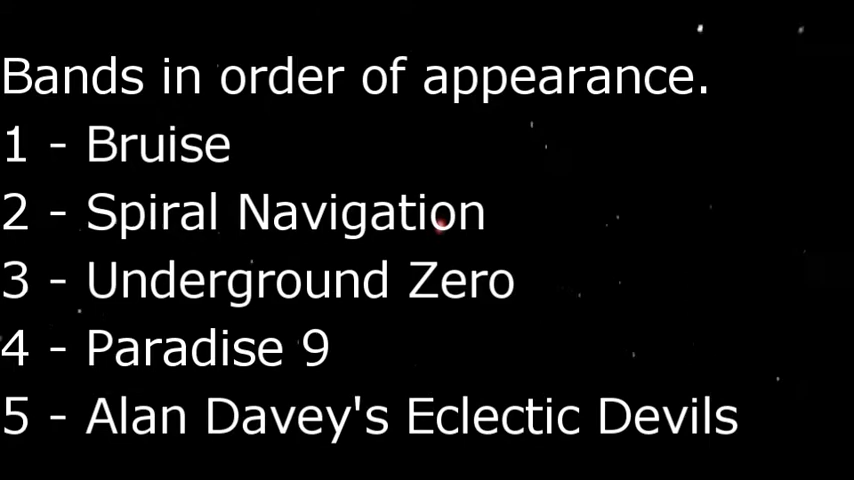 Bands in order of appearance.
1 - Bruise
2 - Spiral Navigation
3 - Underground Zero
4 - Paradise 9
5 - Alan Davey's Eclectic Devils